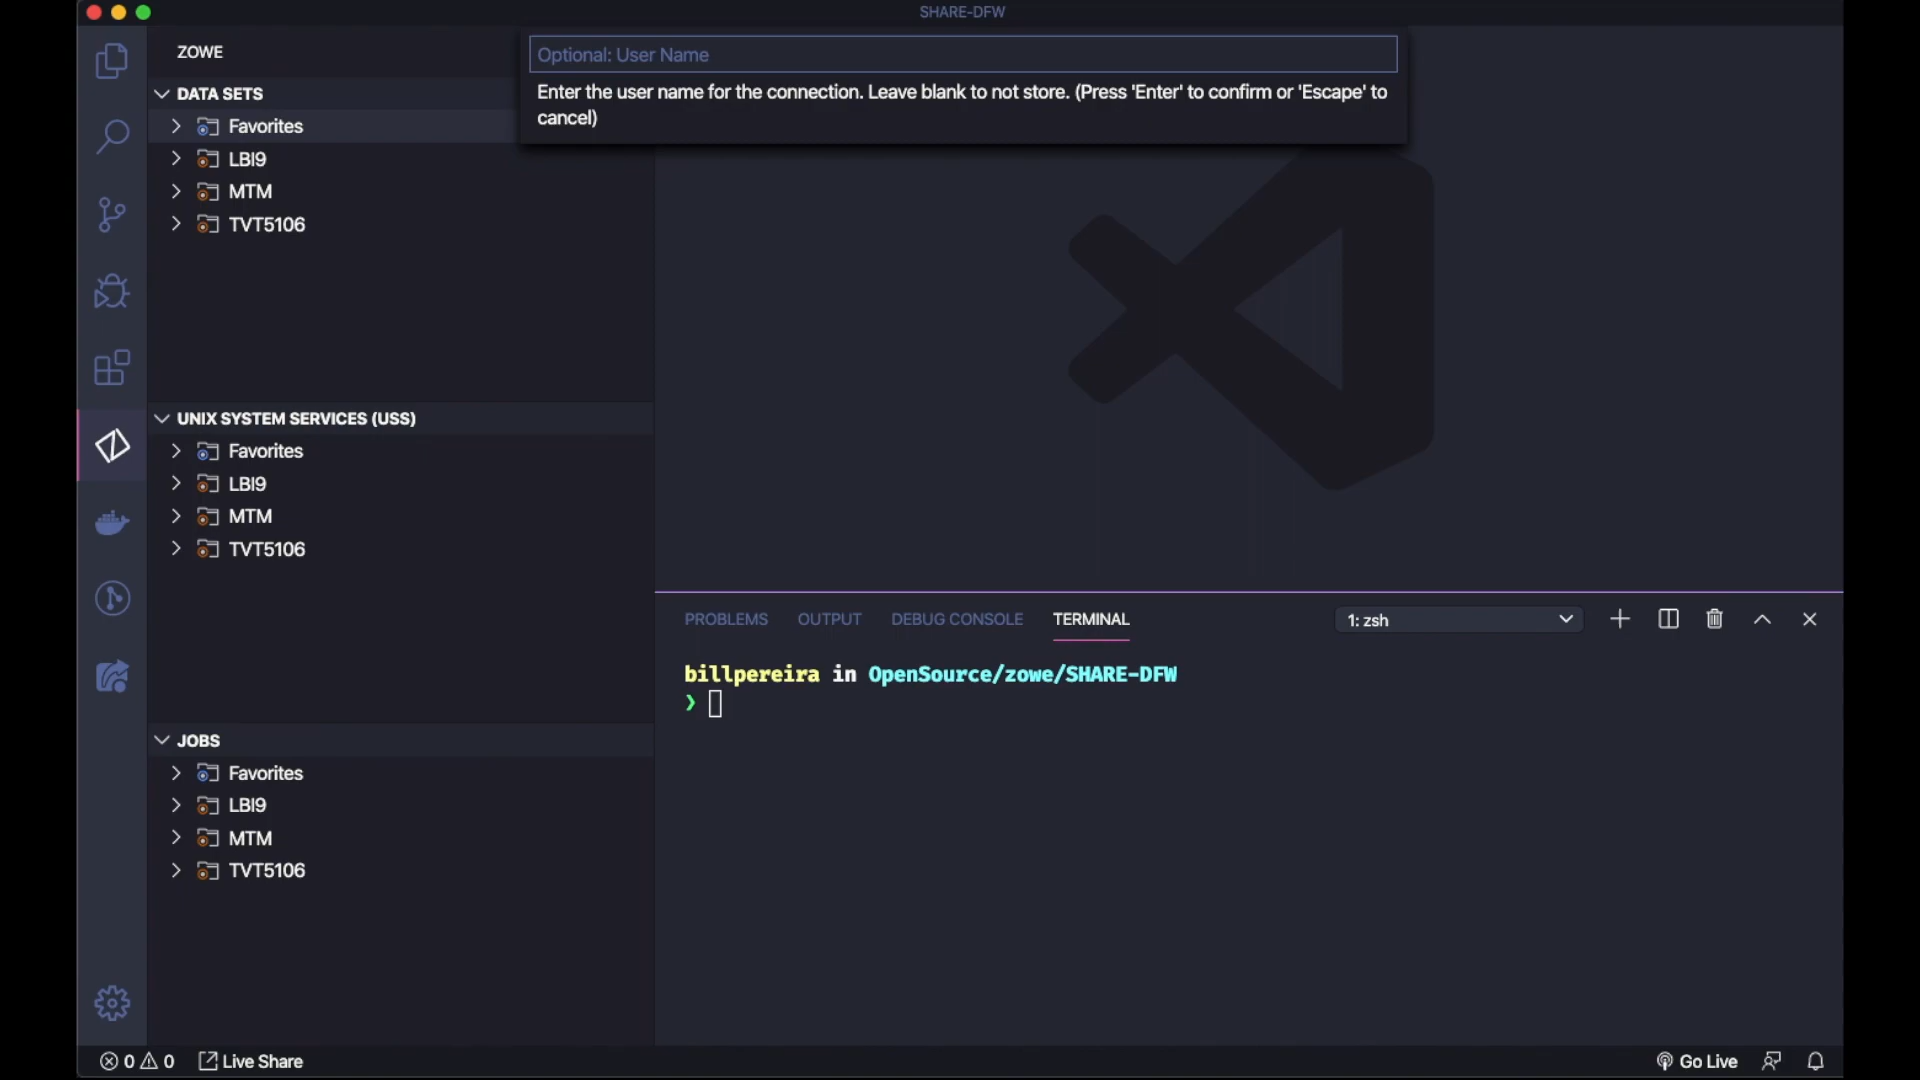 SHARE-DFW
ZOWE
Optional: User Name
Enter the user name for the connection. Leave blank to not store. (Press 'Enter' to confirm or 'Escape' to
cancel)
DATA SETS
Favorites
LBI9
MTM
TVT5106
UNIX SYSTEM SERVICES (USS)
Favorites
LBI9
MTM
TVT5106
JOBS
Favorites
LBI9
MTM
TVT5106
PROBLEMS OUTPUT DEBUG CONSOLE TERMINAL 1: zsh
billpereira in OpenSource/zowe/SHARE-DFW
❯
0 0 Live Share Go Live